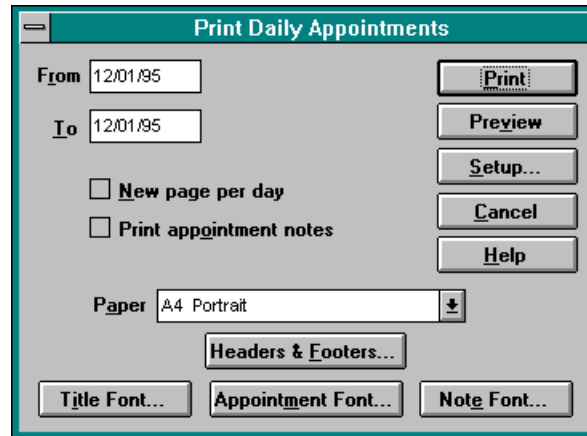 Print Daily Appointments
From 12/01/95
Print
To 12/01/95
Preview
Setup...
New page per day
Cancel
Print appointment notes
Help
Paper A4 Portrait
Headers & Footers...
Title Font... Appointment Font... Note Font...